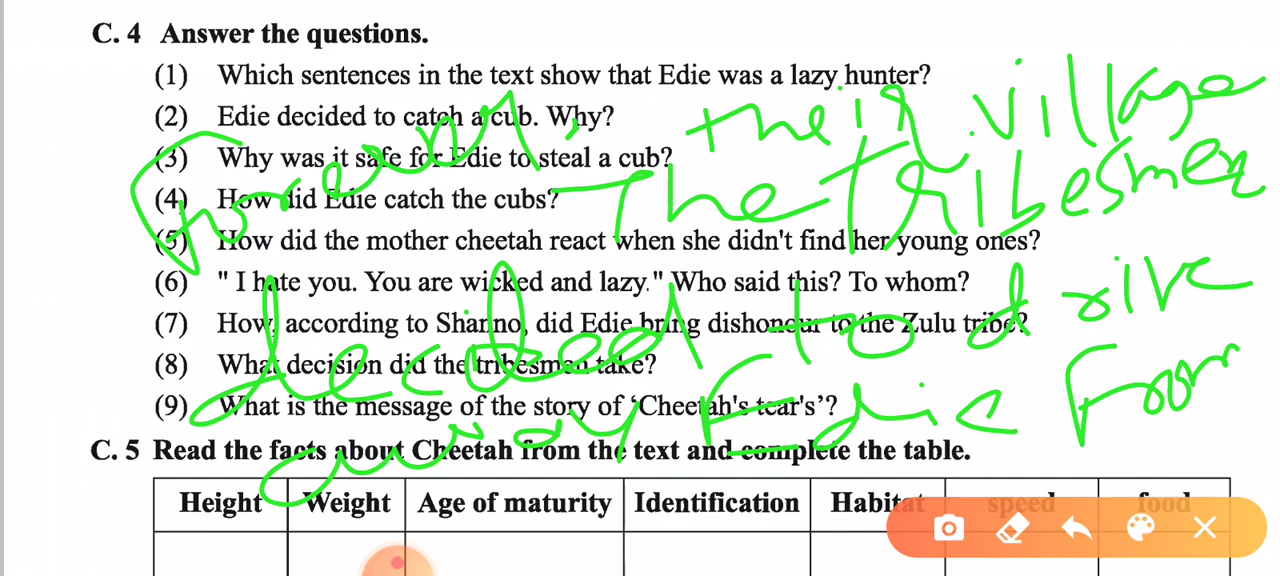 C. 4 Answer the questions.
(1) Which sentences in the text show that Edie was a lazy hunter?
(2) Edie decided to catch a cub. Why?
(3) Why was it safe for Edie to steal a cub?
(4) How did Edie catch the cubs?
(5) How did the mother cheetah react when she didn't find her young ones?
(6) " I hate you. You are wicked and lazy." Who said this? To whom?
(7) How, according to Sharino, did Edie bring dishonour to the Zulu tribe?
(8) What decision did the tribesmen take?
(9) What is the message of the story of ‘Cheetah's tear's’?
C. 5 Read the facts about Cheetah from the text and complete the table.
Height Weight Age of maturity Identification Habitat speed food
The tribesmen
decided to drive
away Edie from
their village
forever.